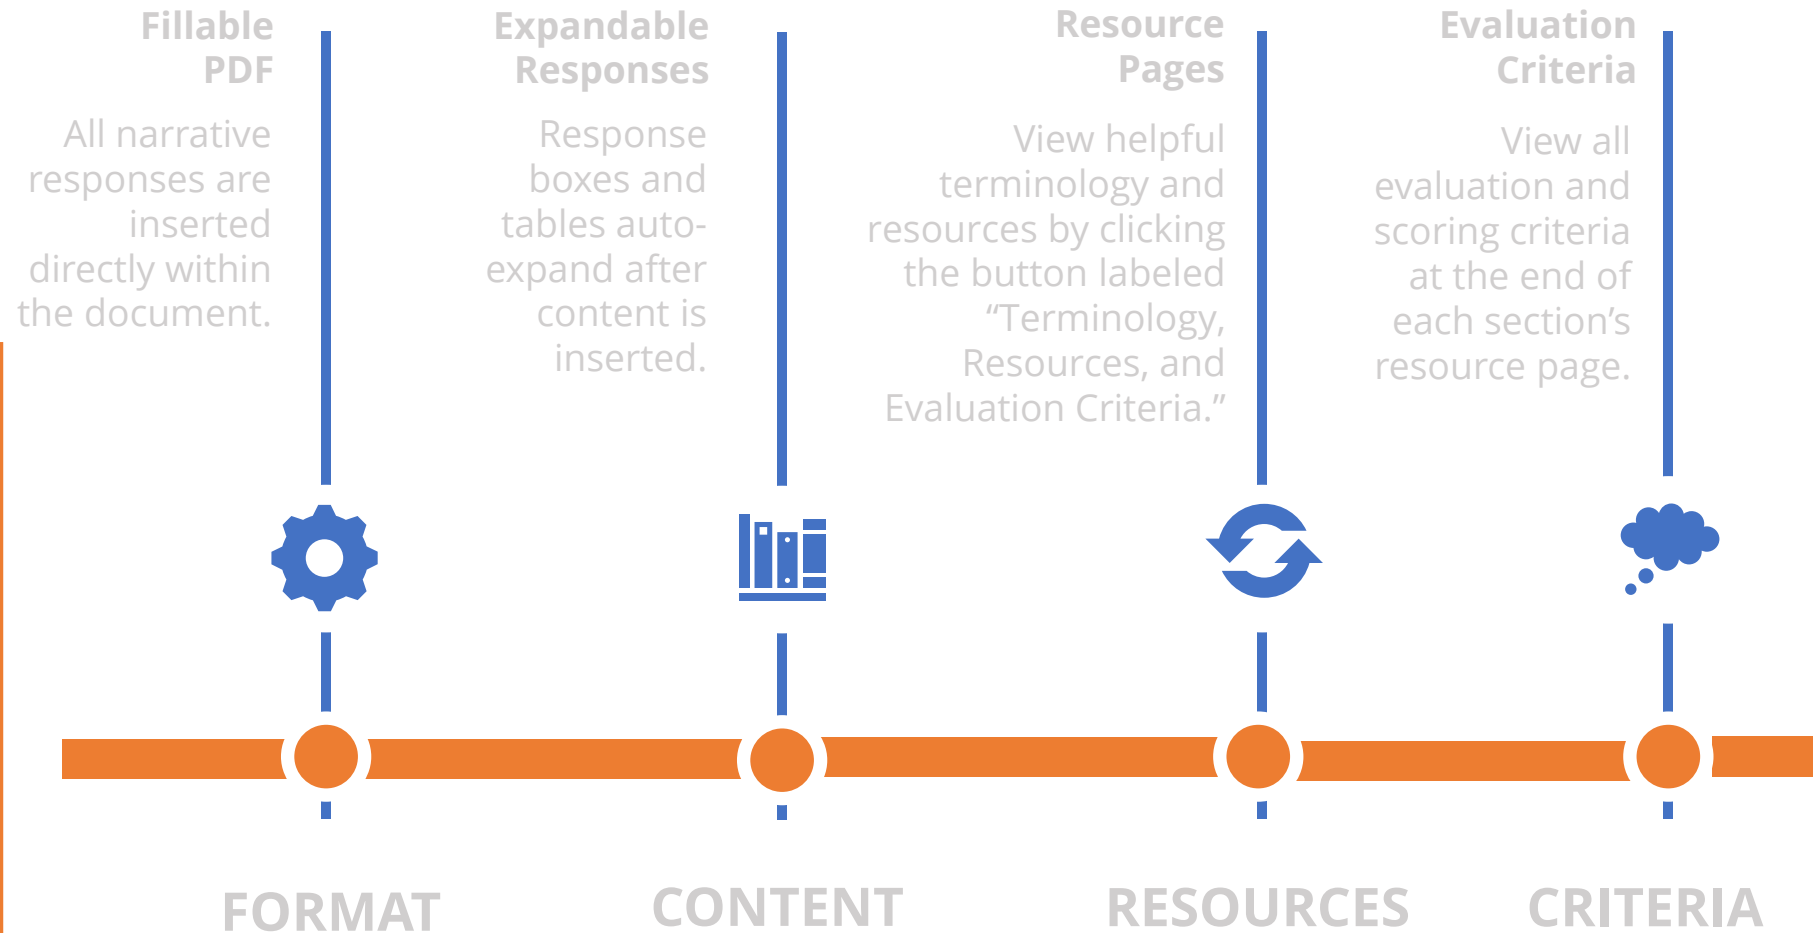 Fillable
PDF
All narrative
responses are
inserted
directly within
the document.
Expandable
Responses
Response
boxes and
tables auto-
expand after
content is
inserted.
Resource
Pages
View helpful
terminology and
resources by clicking
the button labeled
“Terminology,
Resources, and
Evaluation Criteria.”
Evaluation
Criteria
View all
evaluation and
scoring criteria
at the end of
each section’s
resource page.
FORMAT
CONTENT
RESOURCES
CRITERIA